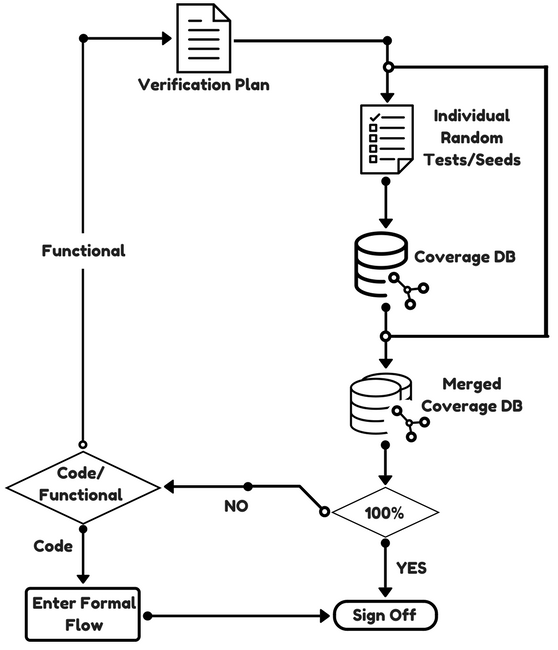 Verification Plan
Individual
Random
Tests/Seeds
Functional
Coverage DB
Merged
Coverage DB
Code/
Functional
NO
100%
Code
YES
Enter Formal
Flow
Sign Off